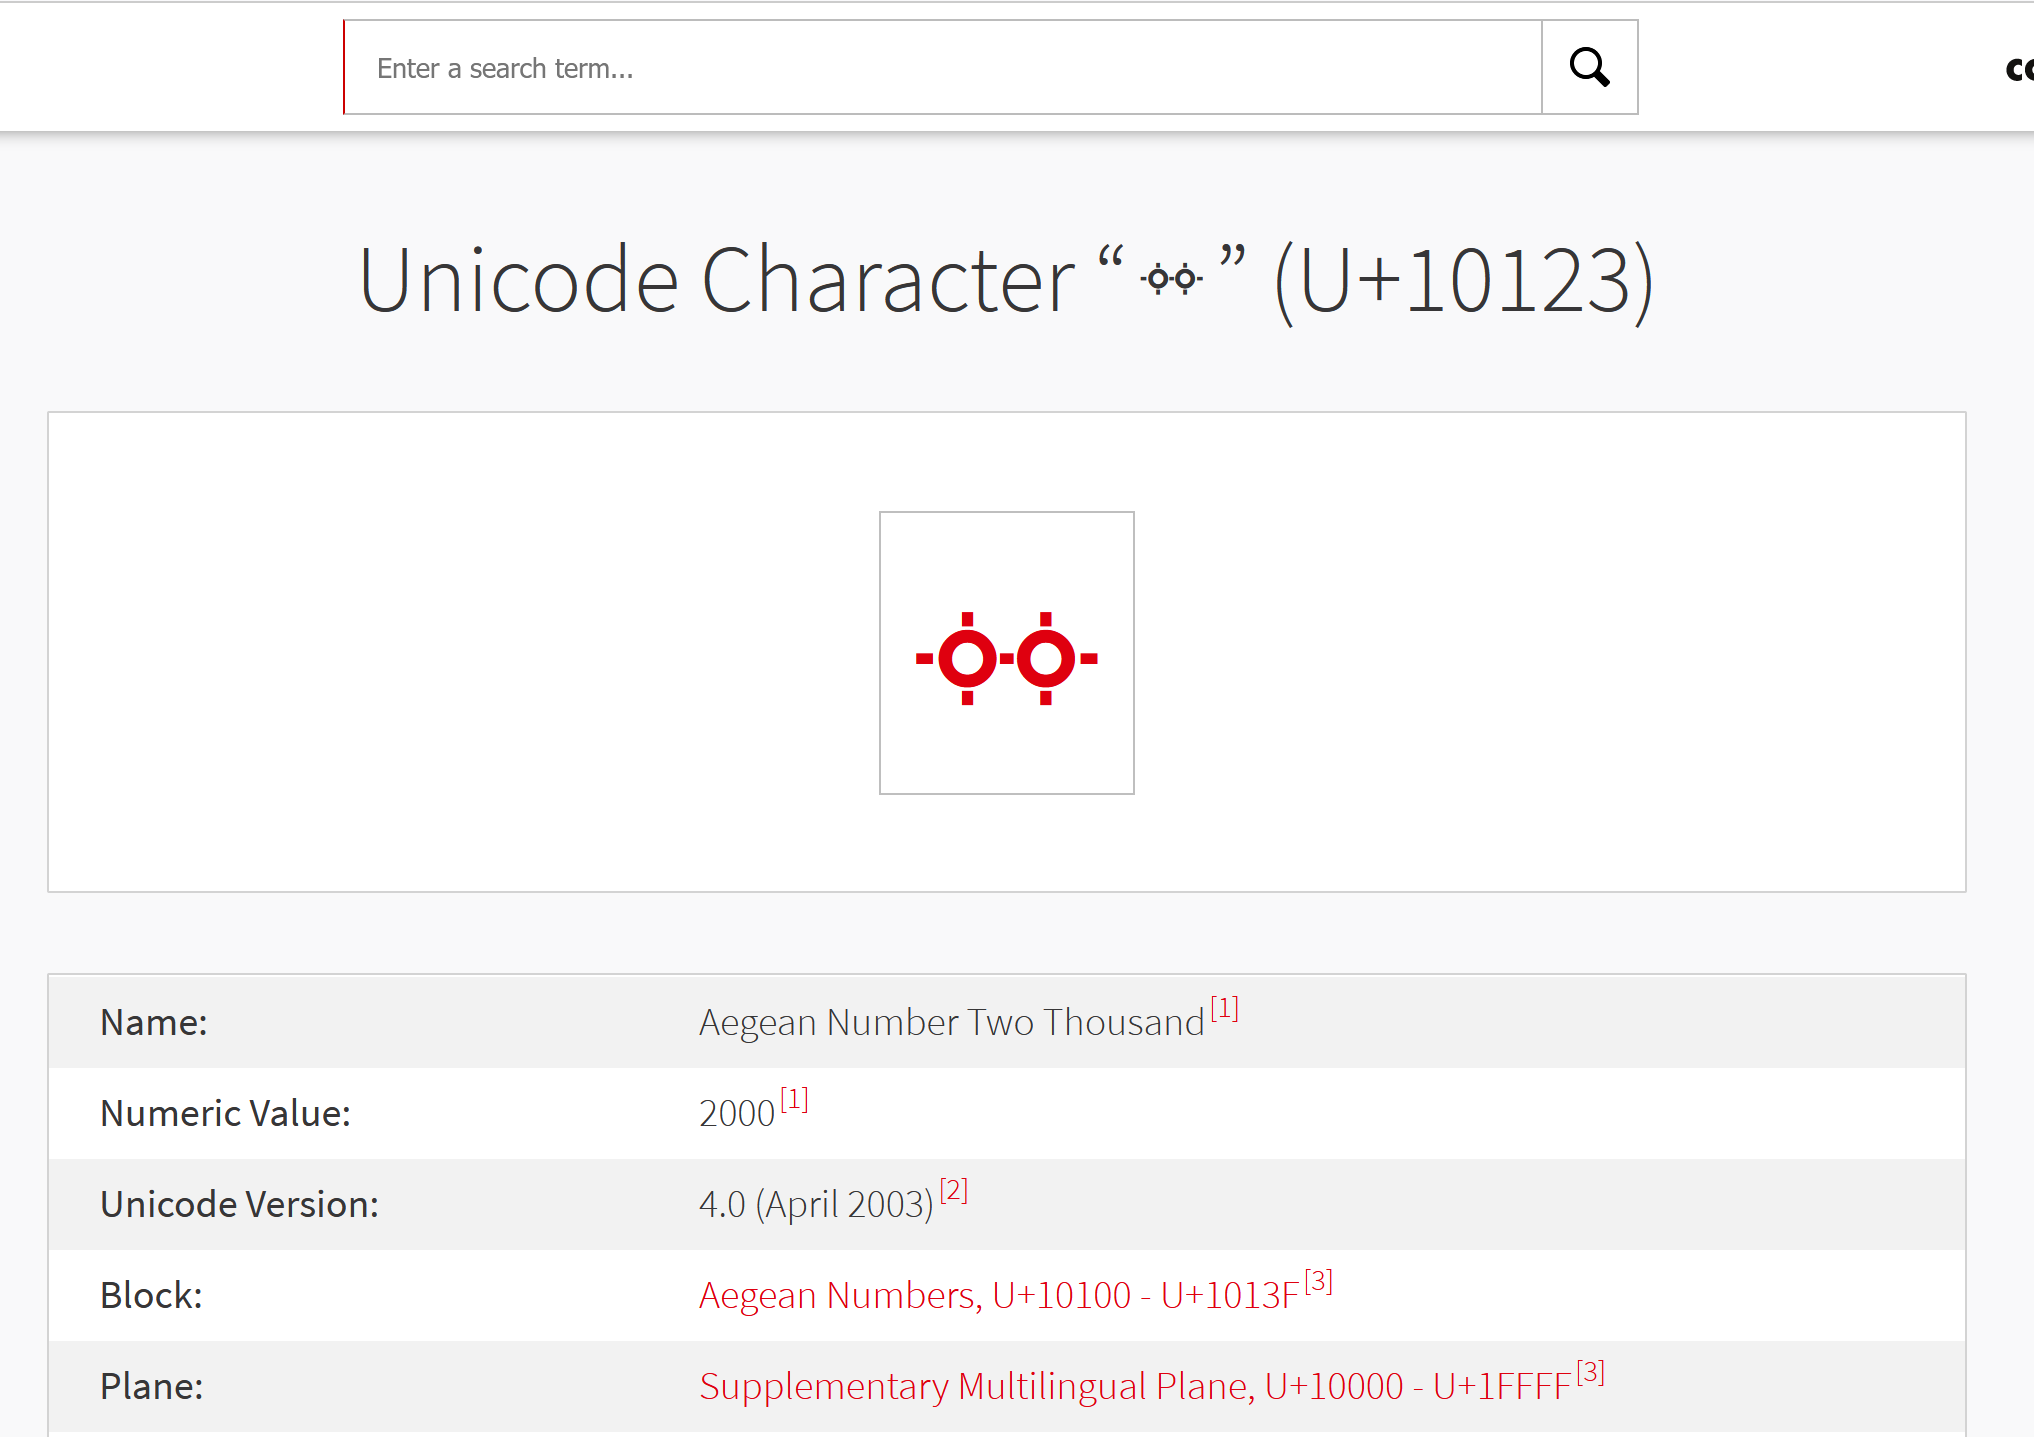 Enter a search term...
Unicode Character “𐄣” (U+10123)
𐄣
Name: Aegean Number Two Thousand[1]
Numeric Value: 2000[1]
Unicode Version: 4.0 (April 2003)[2]
Block: Aegean Numbers, U+10100 - U+1013F[3]
Plane: Supplementary Multilingual Plane, U+10000 - U+1FFFF[3]